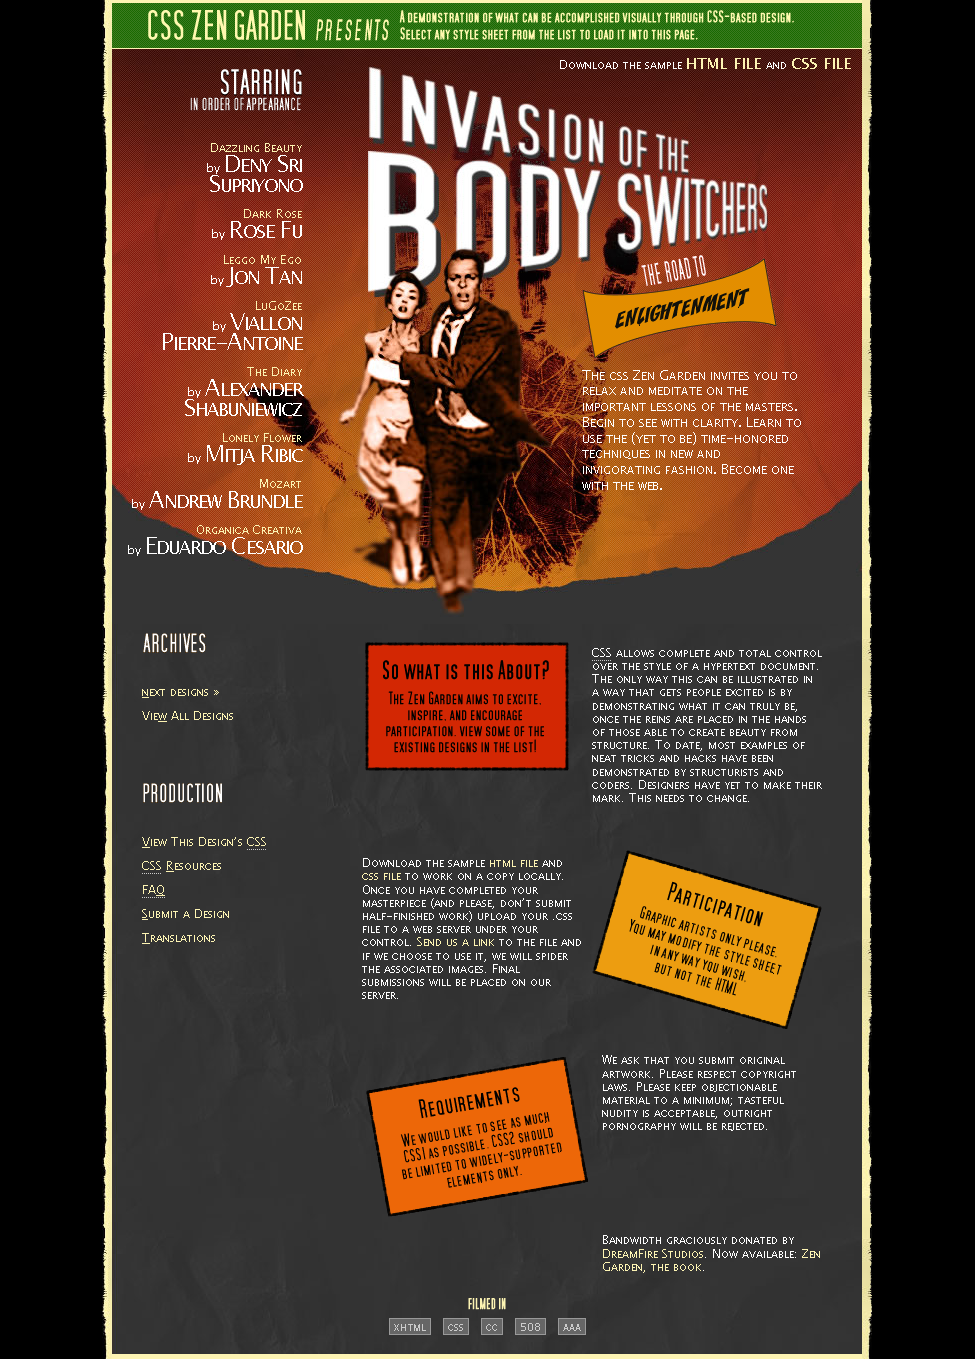 CSS ZEN GARDEN PRESENTS
A DEMONSTRATION OF WHAT CAN BE ACCOMPLISHED VISUALLY THROUGH CSS-BASED DESIGN.
SELECT ANY STYLE SHEET FROM THE LIST TO LOAD IT INTO THIS PAGE.
Download the sample HTML FILE and CSS FILE
STARRING
IN ORDER OF APPEARANCE
Dazzling Beauty
by Deny Sri
Supriyono
Dark Rose
by Rose Fu
Leggo My Ego
by Jon Tan
LuGoZee
by Viallon
Pierre-Antoine
The Diary
by Alexander
Shabuniewicz
Lonely Flower
by Mitja Ribic
Mozart
by Andrew Brundle
Organica Creativa
by Eduardo Cesario
INVASION OF THE
BODY SWITCHERS
THE ROAD TO
ENLIGHTENMENT
The css Zen Garden invites you to
relax and meditate on the
important lessons of the masters.
Begin to see with clarity. Learn to
use the (yet to be) time-honored
techniques in new and
invigorating fashion. Become one
with the web.
ARCHIVES
next designs »
View All Designs
PRODUCTION
View This Design's CSS
CSS Resources
FAQ
Submit a Design
Translations
So what is this About?
The Zen Garden aims to excite,
inspire, and encourage
participation. view some of the
existing designs in the list!
CSS allows complete and total control
over the style of a hypertext document.
The only way this can be illustrated in
a way that gets people excited is by
demonstrating what it can truly be,
once the reins are placed in the hands
of those able to create beauty from
structure. To date, most examples of
neat tricks and hacks have been
demonstrated by structurists and
coders. Designers have yet to make their
mark. This needs to change.
Download the sample html file and
css file to work on a copy locally.
Once you have completed your
masterpiece (and please, don't submit
half-finished work) upload your .css
file to a web server under your
control. Send us a link to the file and
if we choose to use it, we will spider
the associated images. Final
submissions will be placed on our
server.
Participation
Graphic artists only please.
You may modify the style sheet
in any way you wish,
but not the HTML
Requirements
We would like to see as much
CSS1 as possible. CSS2 should
be limited to widely-supported
elements only.
We ask that you submit original
artwork. Please respect copyright
laws. Please keep objectionable
material to a minimum; tasteful
nudity is acceptable, outright
pornography will be rejected.
Bandwidth graciously donated by
DreamFire Studios. Now available: Zen
Garden, the book.
FILMED IN
xhtml css cc 508 aaa